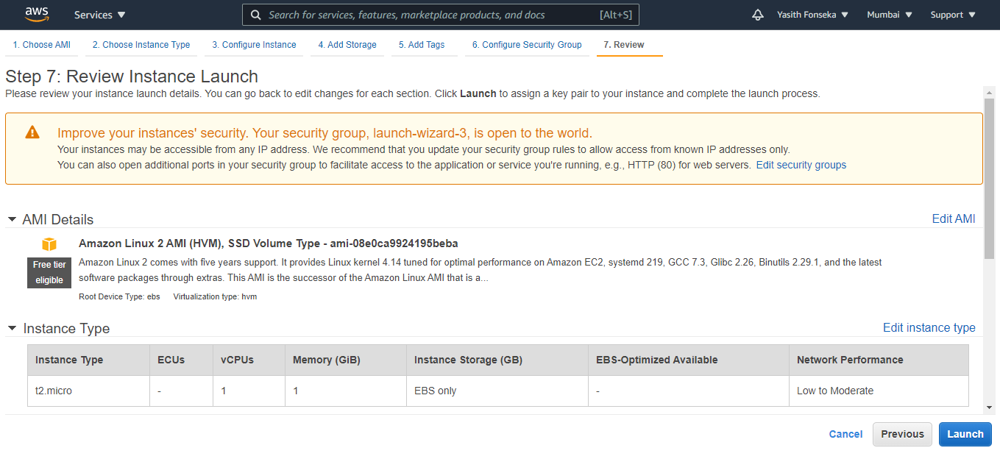 aws Services Search for services, features, marketplace products, and docs [Alt+S] Yasith Fonseka Mumbai Support
1. Choose AMI 2. Choose Instance Type 3. Configure Instance 4. Add Storage 5. Add Tags 6. Configure Security Group 7. Review
Step 7: Review Instance Launch
Please review your instance launch details. You can go back to edit changes for each section. Click Launch to assign a key pair to your instance and complete the launch process.
Improve your instances' security. Your security group, launch-wizard-3, is open to the world.
Your instances may be accessible from any IP address. We recommend that you update your security group rules to allow access from known IP addresses only.
You can also open additional ports in your security group to facilitate access to the application or service you're running, e.g., HTTP (80) for web servers. Edit security groups
AMI Details Edit AMI
Amazon Linux 2 AMI (HVM), SSD Volume Type - ami-08e0ca9924195beba
Free tier eligible
Amazon Linux 2 comes with five years support. It provides Linux kernel 4.14 tuned for optimal performance on Amazon EC2, systemd 219, GCC 7.3, Glibc 2.26, Binutils 2.29.1, and the latest
software packages through extras. This AMI is the successor of the Amazon Linux AMI that is a...
Root Device Type: ebs Virtualization type: hvm
Instance Type Edit instance type
Instance Type ECUs vCPUs Memory (GiB) Instance Storage (GB) EBS-Optimized Available Network Performance
t2.micro - 1 1 EBS only - Low to Moderate
Cancel Previous Launch